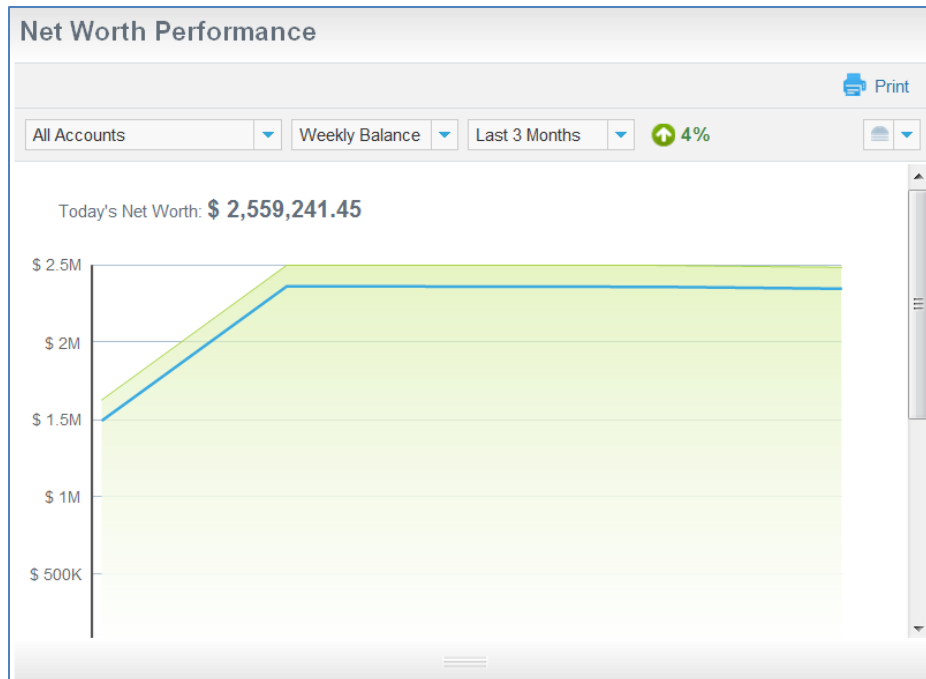 Net Worth Performance
Print
All Accounts Weekly Balance Last 3 Months 4%
Today's Net Worth: $ 2,559,241.45
$ 2.5M
$ 2M
$ 1.5M
$ 1M
$ 500K